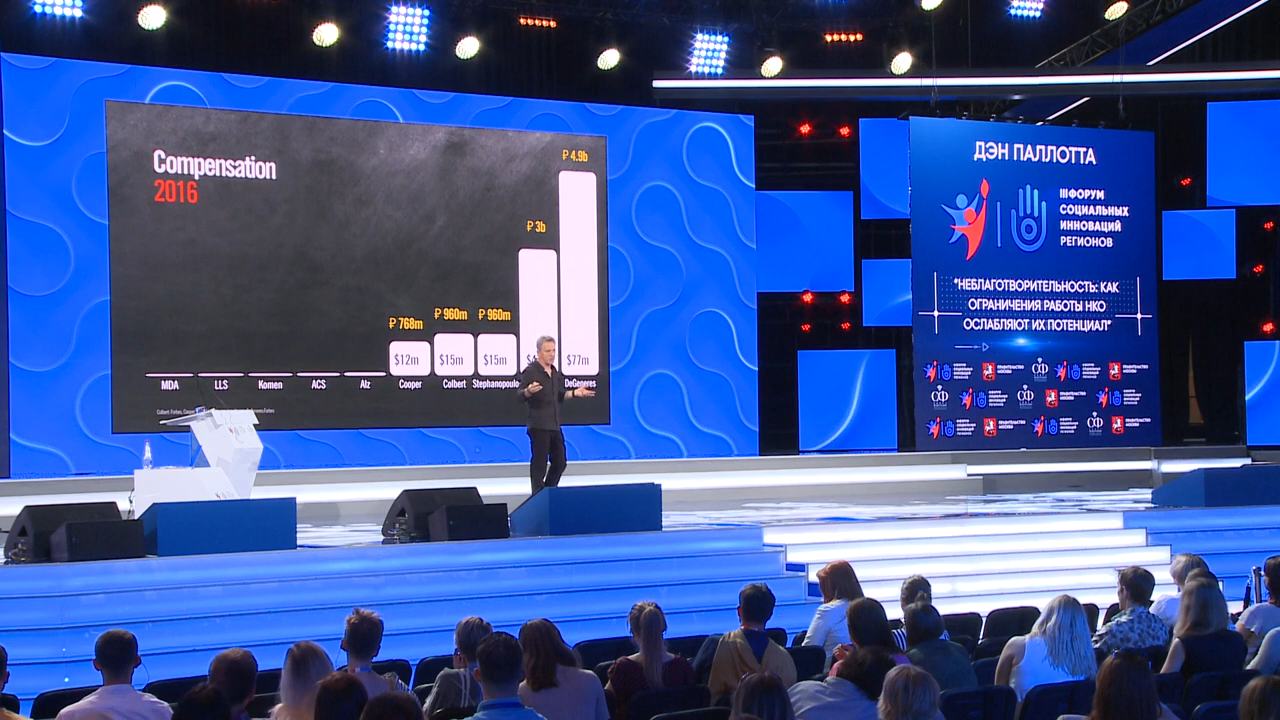 Compensation
2016
₽ 4.9b
₽ 3b
₽ 768m
₽ 960m
₽ 960m
$12m
$15m
$15m
$77m
MDA
LLS
Komen
ACS
Alz
Cooper
Colbert
Stephanopoulo
DeGeneres
ДЭН ПАЛЛОТТА
III ФОРУМ
СОЦИАЛЬНЫХ
ИННОВАЦИЙ
РЕГИОНОВ
"НЕБЛАГОТВОРИТЕЛЬНОСТЬ: КАК
ОГРАНИЧЕНИЯ РАБОТЫ НКО
ОСЛАБЛЯЮТ ИХ ПОТЕНЦИАЛ"